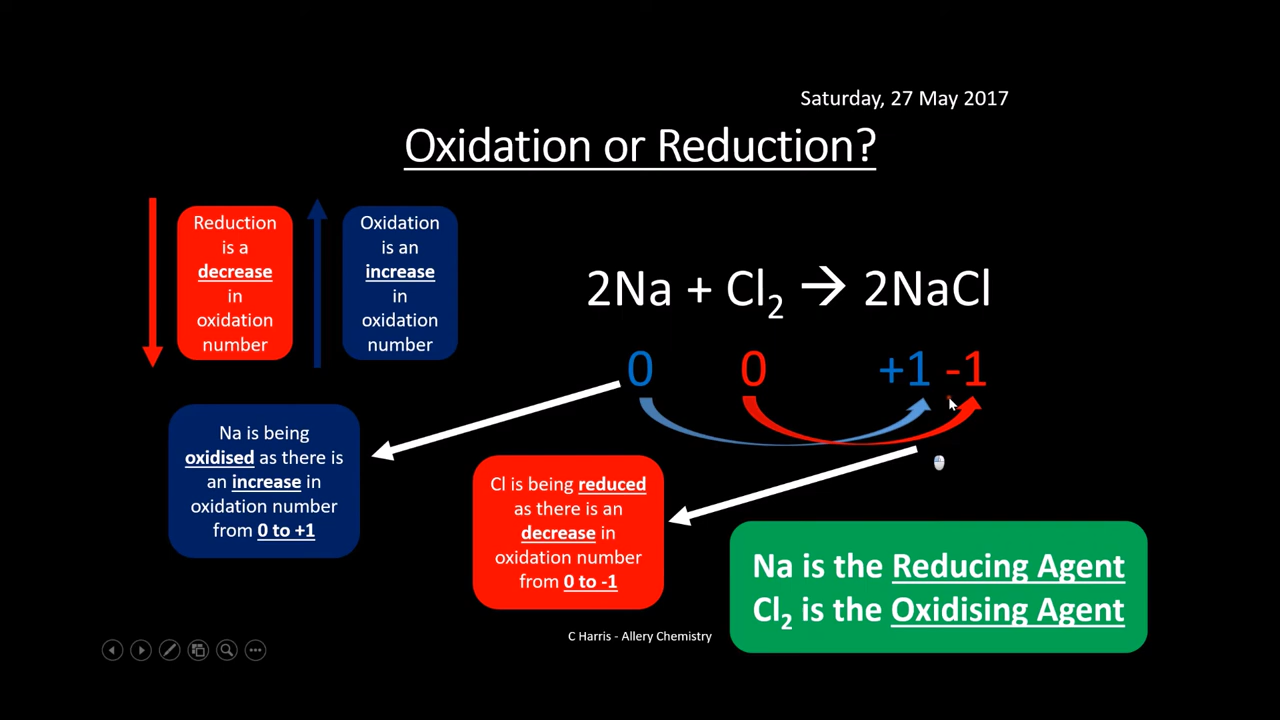 Saturday, 27 May 2017
Oxidation or Reduction?
Reduction
is a
decrease
in
oxidation
number
Oxidation
is an
increase
in
oxidation
number
2Na + Cl₂ → 2NaCl
0 0 +1 -1
Na is being
oxidised as there is
an increase in
oxidation number
from 0 to +1
Cl is being reduced
as there is an
decrease in
oxidation number
from 0 to -1
Na is the Reducing Agent
Cl₂ is the Oxidising Agent
C Harris - Allery Chemistry